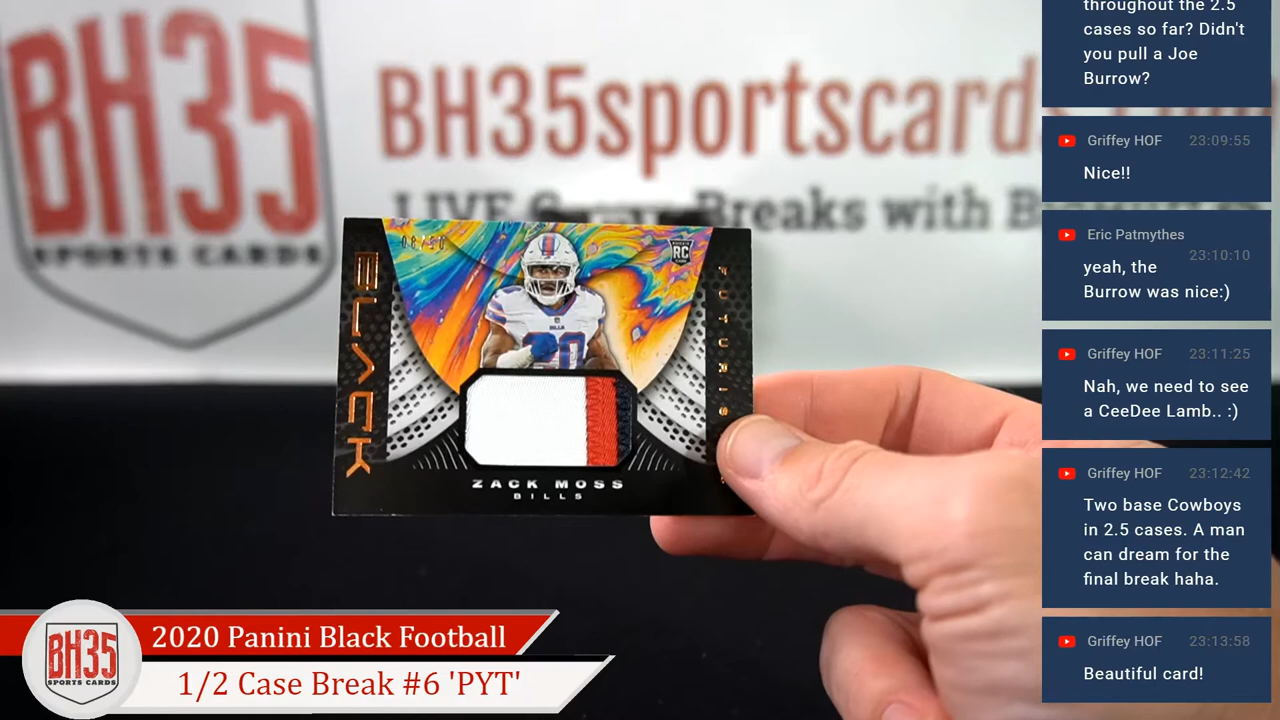 BH35
SPORTS CARDS
BH35sportscards
LIVE Breaks with
BLACK
RC
BILLS
20
ZACK MOSS
BILLS
BH35
SPORTS CARDS
2020 Panini Black Football
1/2 Case Break #6 'PYT'
throughout the 2.5
cases so far? Didn't
you pull a Joe
Burrow?
Griffey HOF 23:09:55
Nice!!
Eric Patmythes
23:10:10
yeah, the
Burrow was nice:)
Griffey HOF 23:11:25
Nah, we need to see
a CeeDee Lamb.. :)
Griffey HOF 23:12:42
Two base Cowboys
in 2.5 cases. A man
can dream for the
final break haha.
Griffey HOF 23:13:58
Beautiful card!